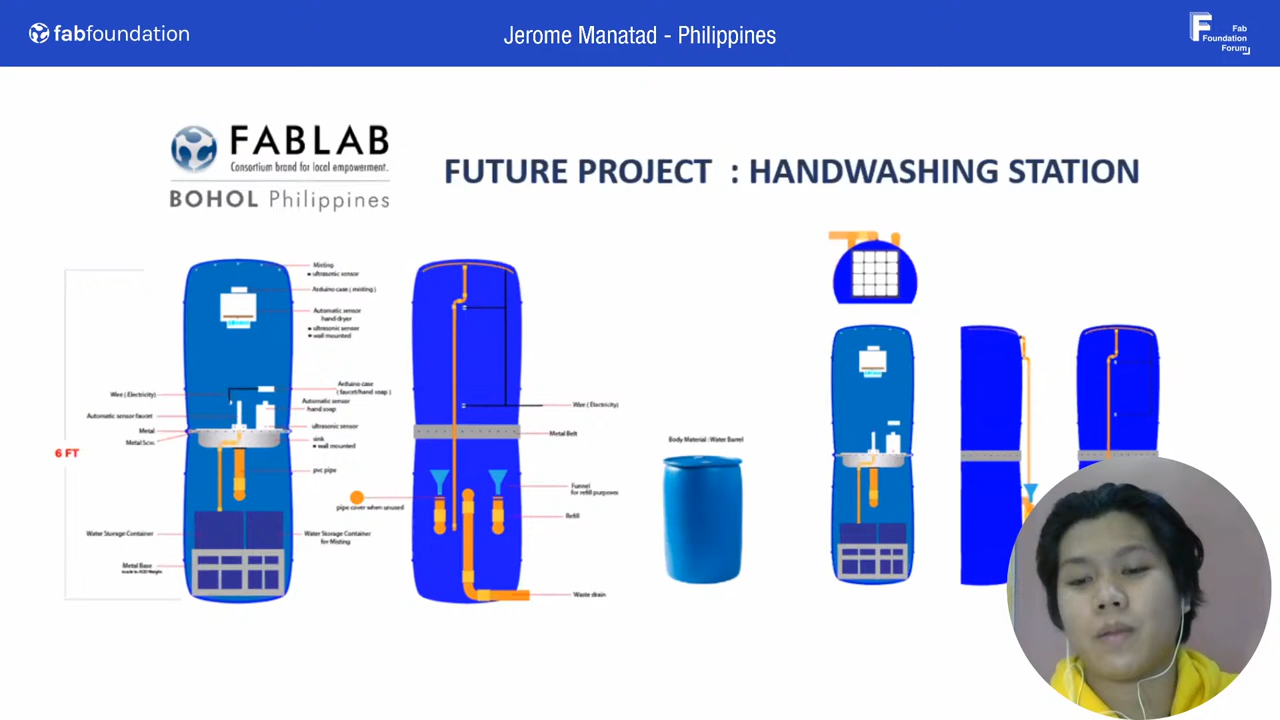 fabfoundation
Jerome Manatad - Philippines
Fab
Foundation
Forum
FABLAB
Consortium brand for local empowerment.
BOHOL Philippines
FUTURE PROJECT : HANDWASHING STATION
Misting
• ultrasonic sensor
Arduino case ( misting )
Automatic sensor
hand dryer
• ultrasonic sensor
• wall mounted
Wire ( Electricity)
Arduino case
( faucet/hand soap )
Automatic sensor
hand soap
Automatic sensor faucet
ultrasonic sensor
Metal
sink
• wall mounted
6 FT
pvc pipe
pipe cover when unused
Water Storage Container
Water Storage Container
for Misting
Metal Base
Wire ( Electricity)
Metal Belt
Funnel
for refill purposes
Refill
Waste drain
Body Material : Water Barrel